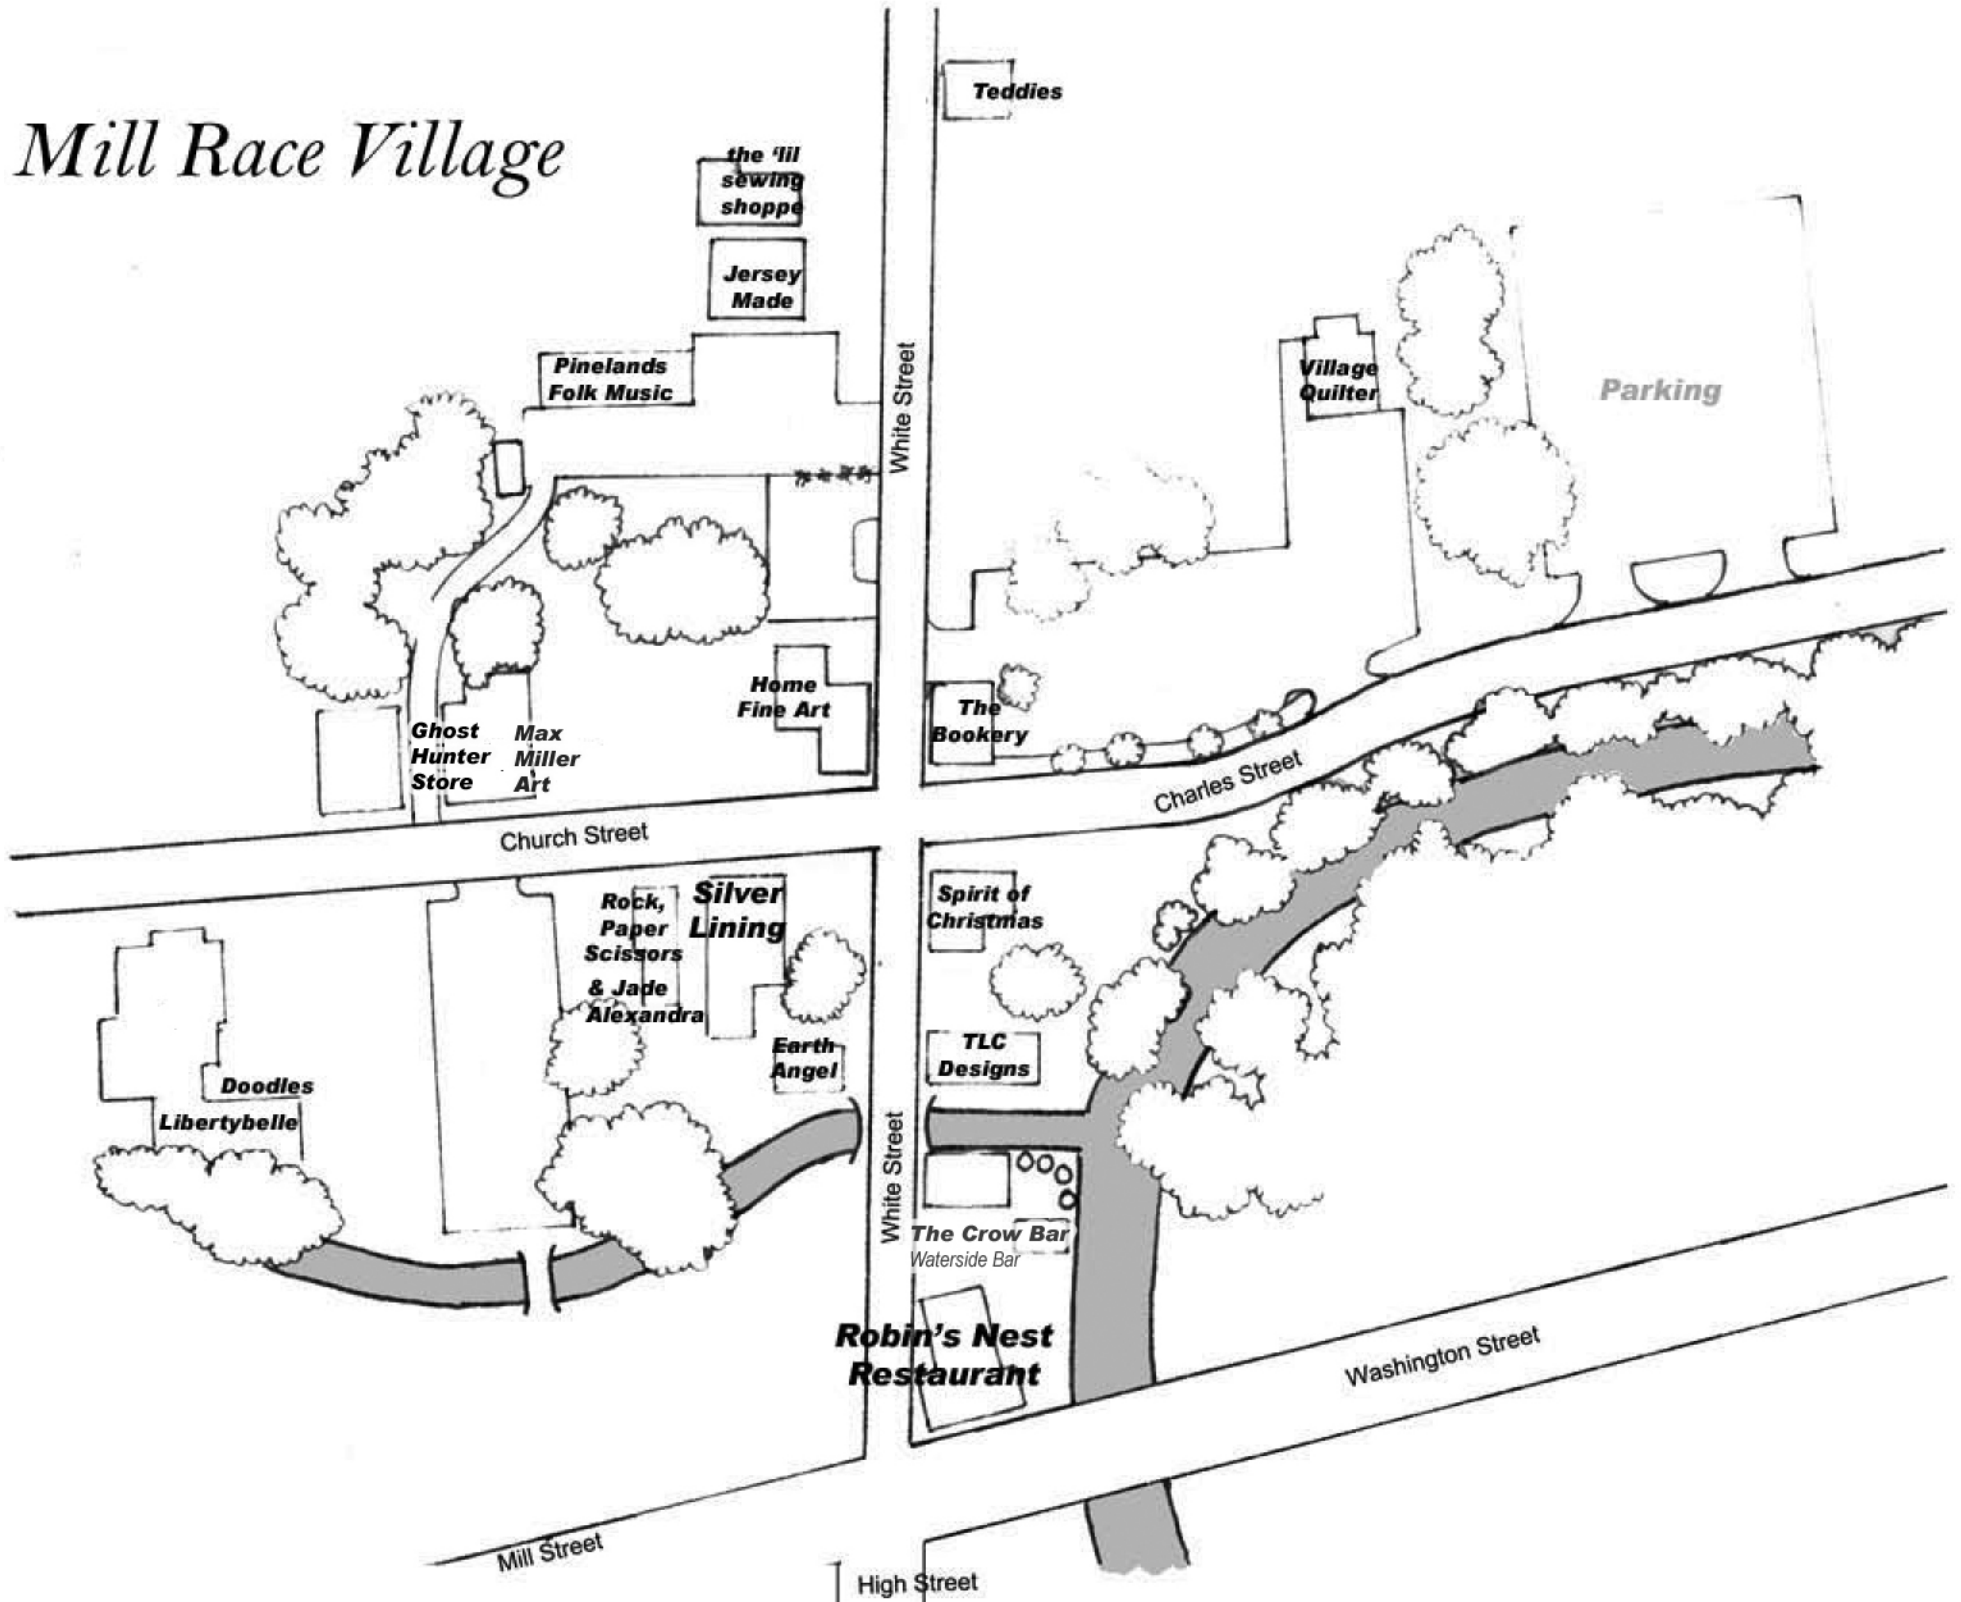 Mill Race Village
Teddies
the ‘lil
sewing
shoppe
Jersey
Made
Pinelands
Folk Music
White Street
Village
Quilter
Parking
Home
Fine Art
The
Bookery
Ghost
Hunter
Store
Max
Miller
Art
Charles Street
Church Street
Rock,
Paper
Scissors
& Jade
Alexandra
Silver
Lining
Spirit of
Christmas
Earth
Angel
TLC
Designs
Doodles
Libertybelle
White Street
The Crow Bar
Waterside Bar
Robin’s Nest
Restaurant
Washington Street
Mill Street
High Street